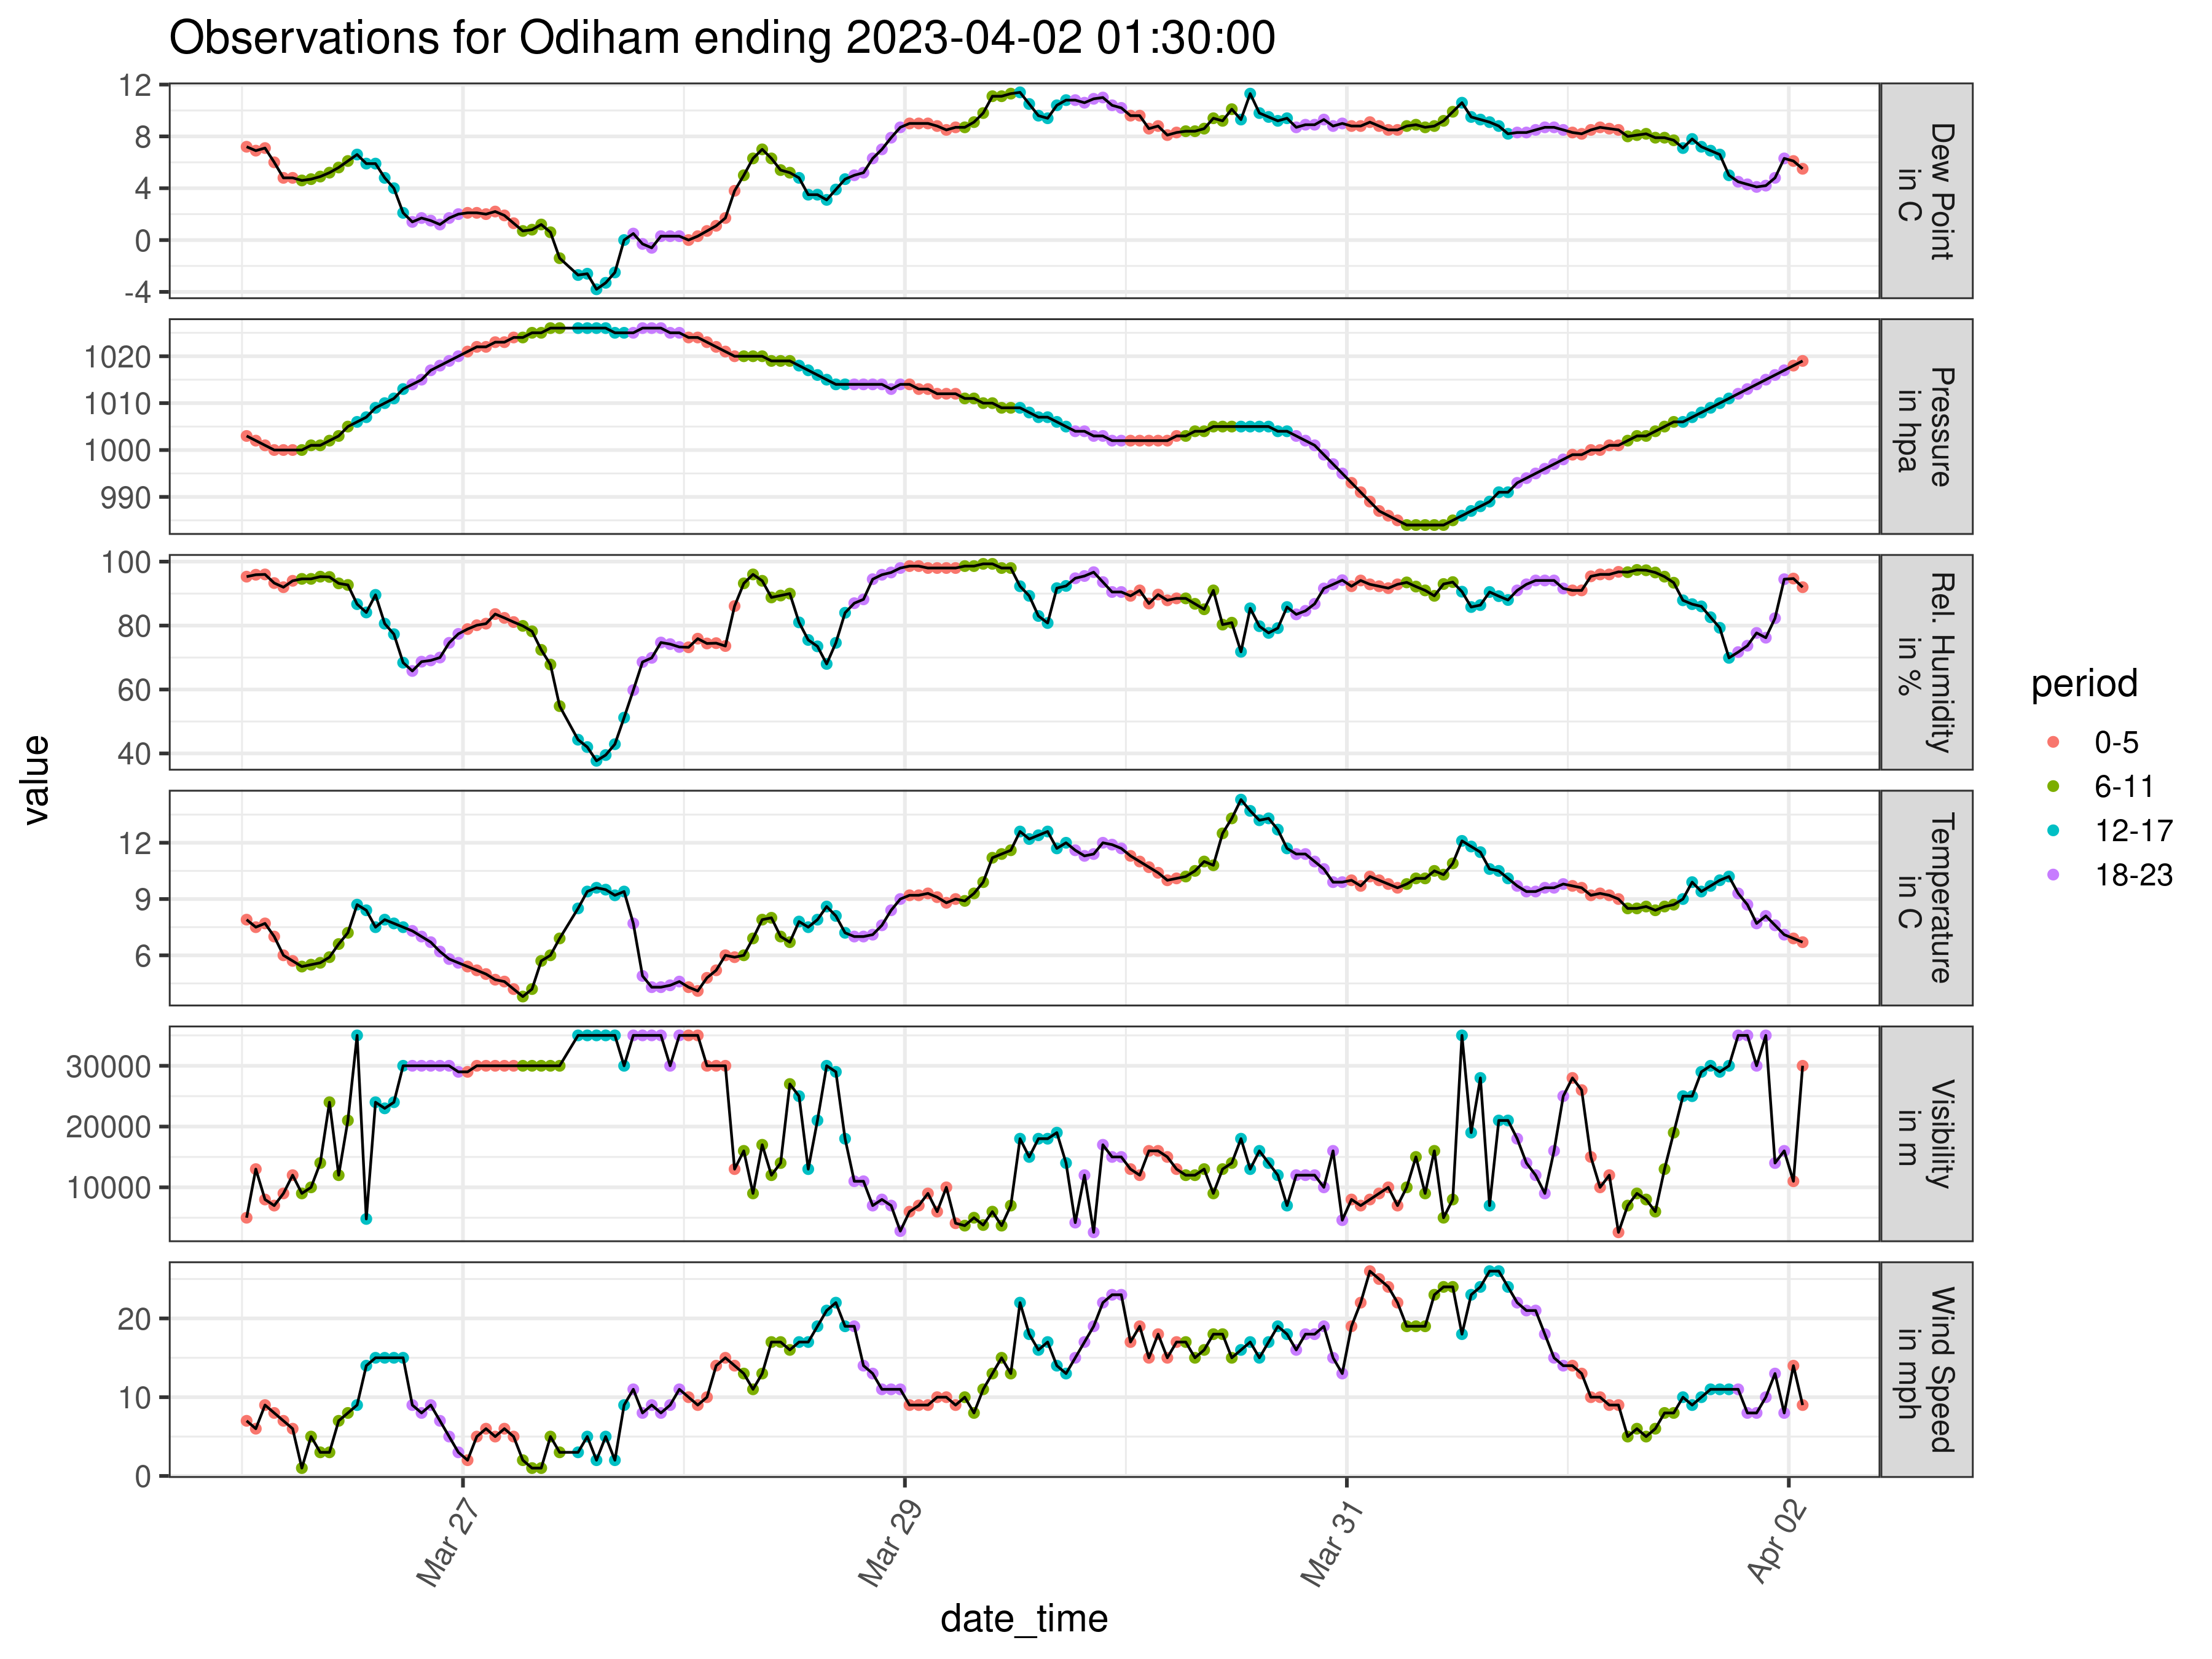 Observations for Odiham ending 2023-04-02 01:30:00
value
12
8
4
0
-4
Dew Point
in C
1020
1010
1000
990
Pressure
in hpa
100
80
60
40
Rel. Humidity
in %
12
9
6
Temperature
in C
30000
20000
10000
Visibility
in m
20
10
0
Wind Speed
in mph
Mar 27
Mar 29
Mar 31
Apr 02
date_time
period
0-5
6-11
12-17
18-23